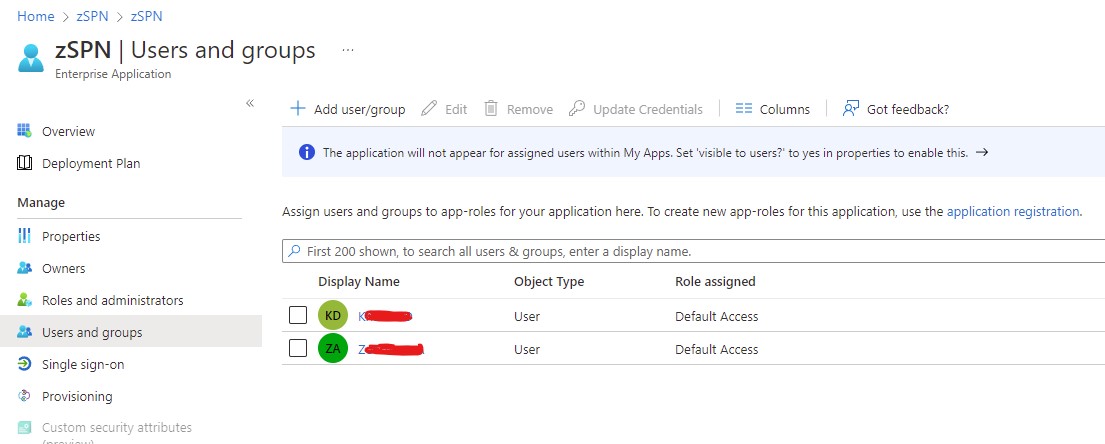 Home > zSPN > zSPN
zSPN | Users and groups ...
Enterprise Application
«
Overview
Deployment Plan
Manage
Properties
Owners
Roles and administrators
Users and groups
Single sign-on
Provisioning
Custom security attributes
(preview)
+ Add user/group Edit Remove Update Credentials Columns Got feedback?
The application will not appear for assigned users within My Apps. Set 'visible to users?' to yes in properties to enable this. →
Assign users and groups to app-roles for your application here. To create new app-roles for this application, use the application registration.
First 200 shown, to search all users & groups, enter a display name.
Display Name Object Type Role assigned
KD K User Default Access
ZA Z User Default Access